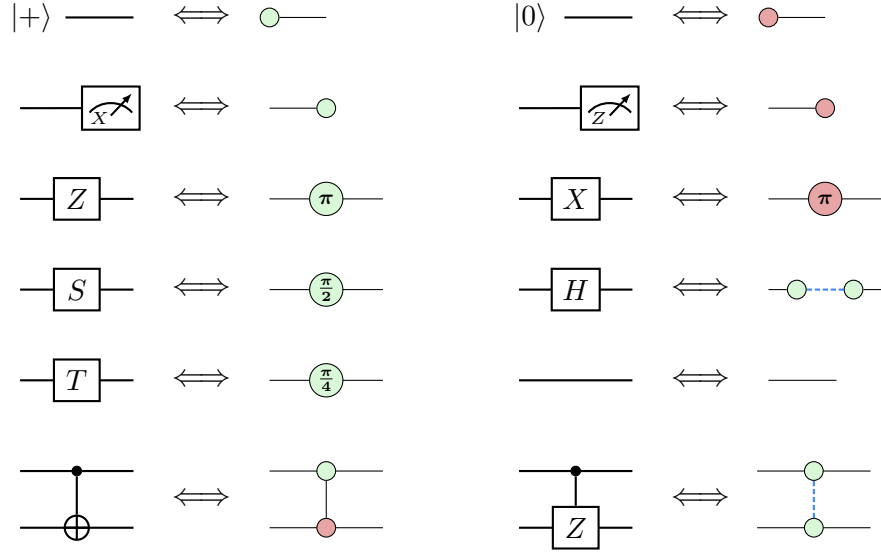 |+⟩ ⟺ |0⟩ ⟺
X ⟺ Z ⟺
Z ⟺ π X ⟺ π
S ⟺ π/2 H ⟺
T ⟺ π/4 ⟺
⟺ Z ⟺